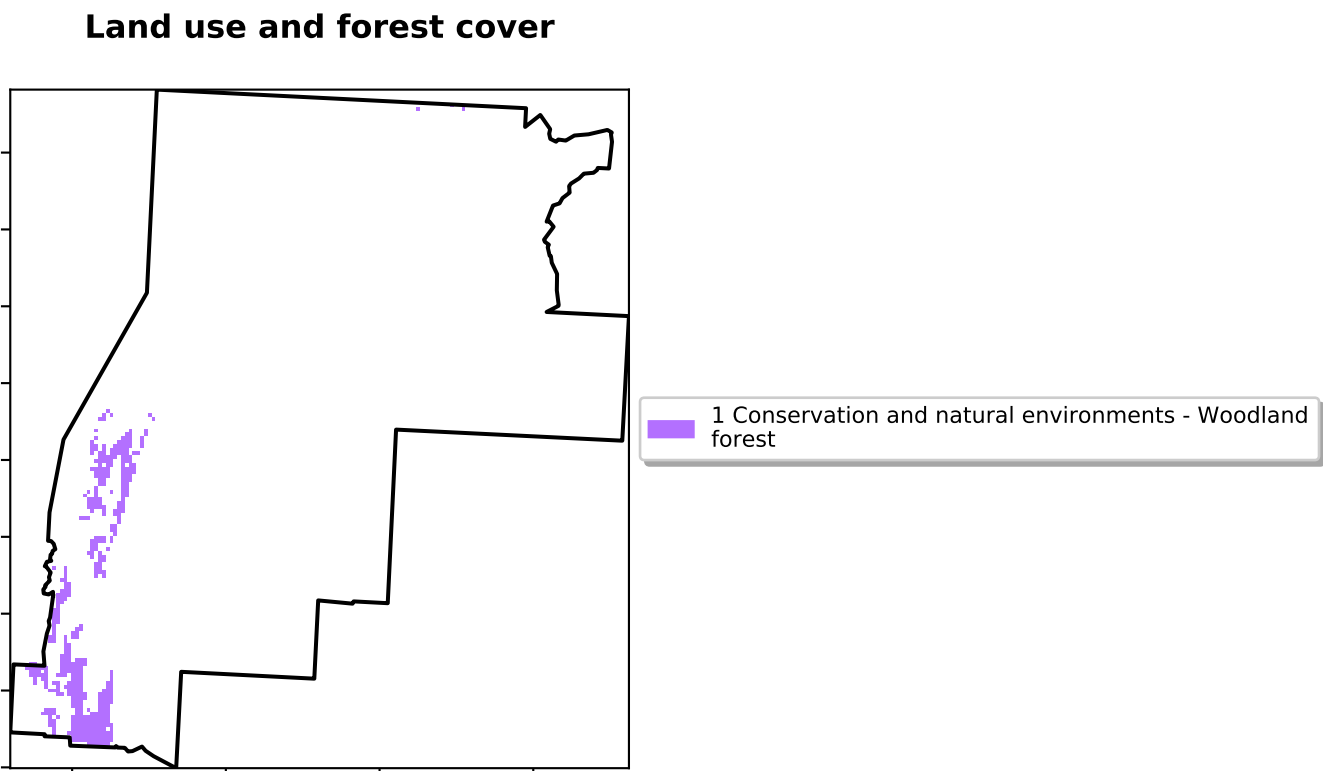 Land use and forest cover
1 Conservation and natural environments - Woodland
forest